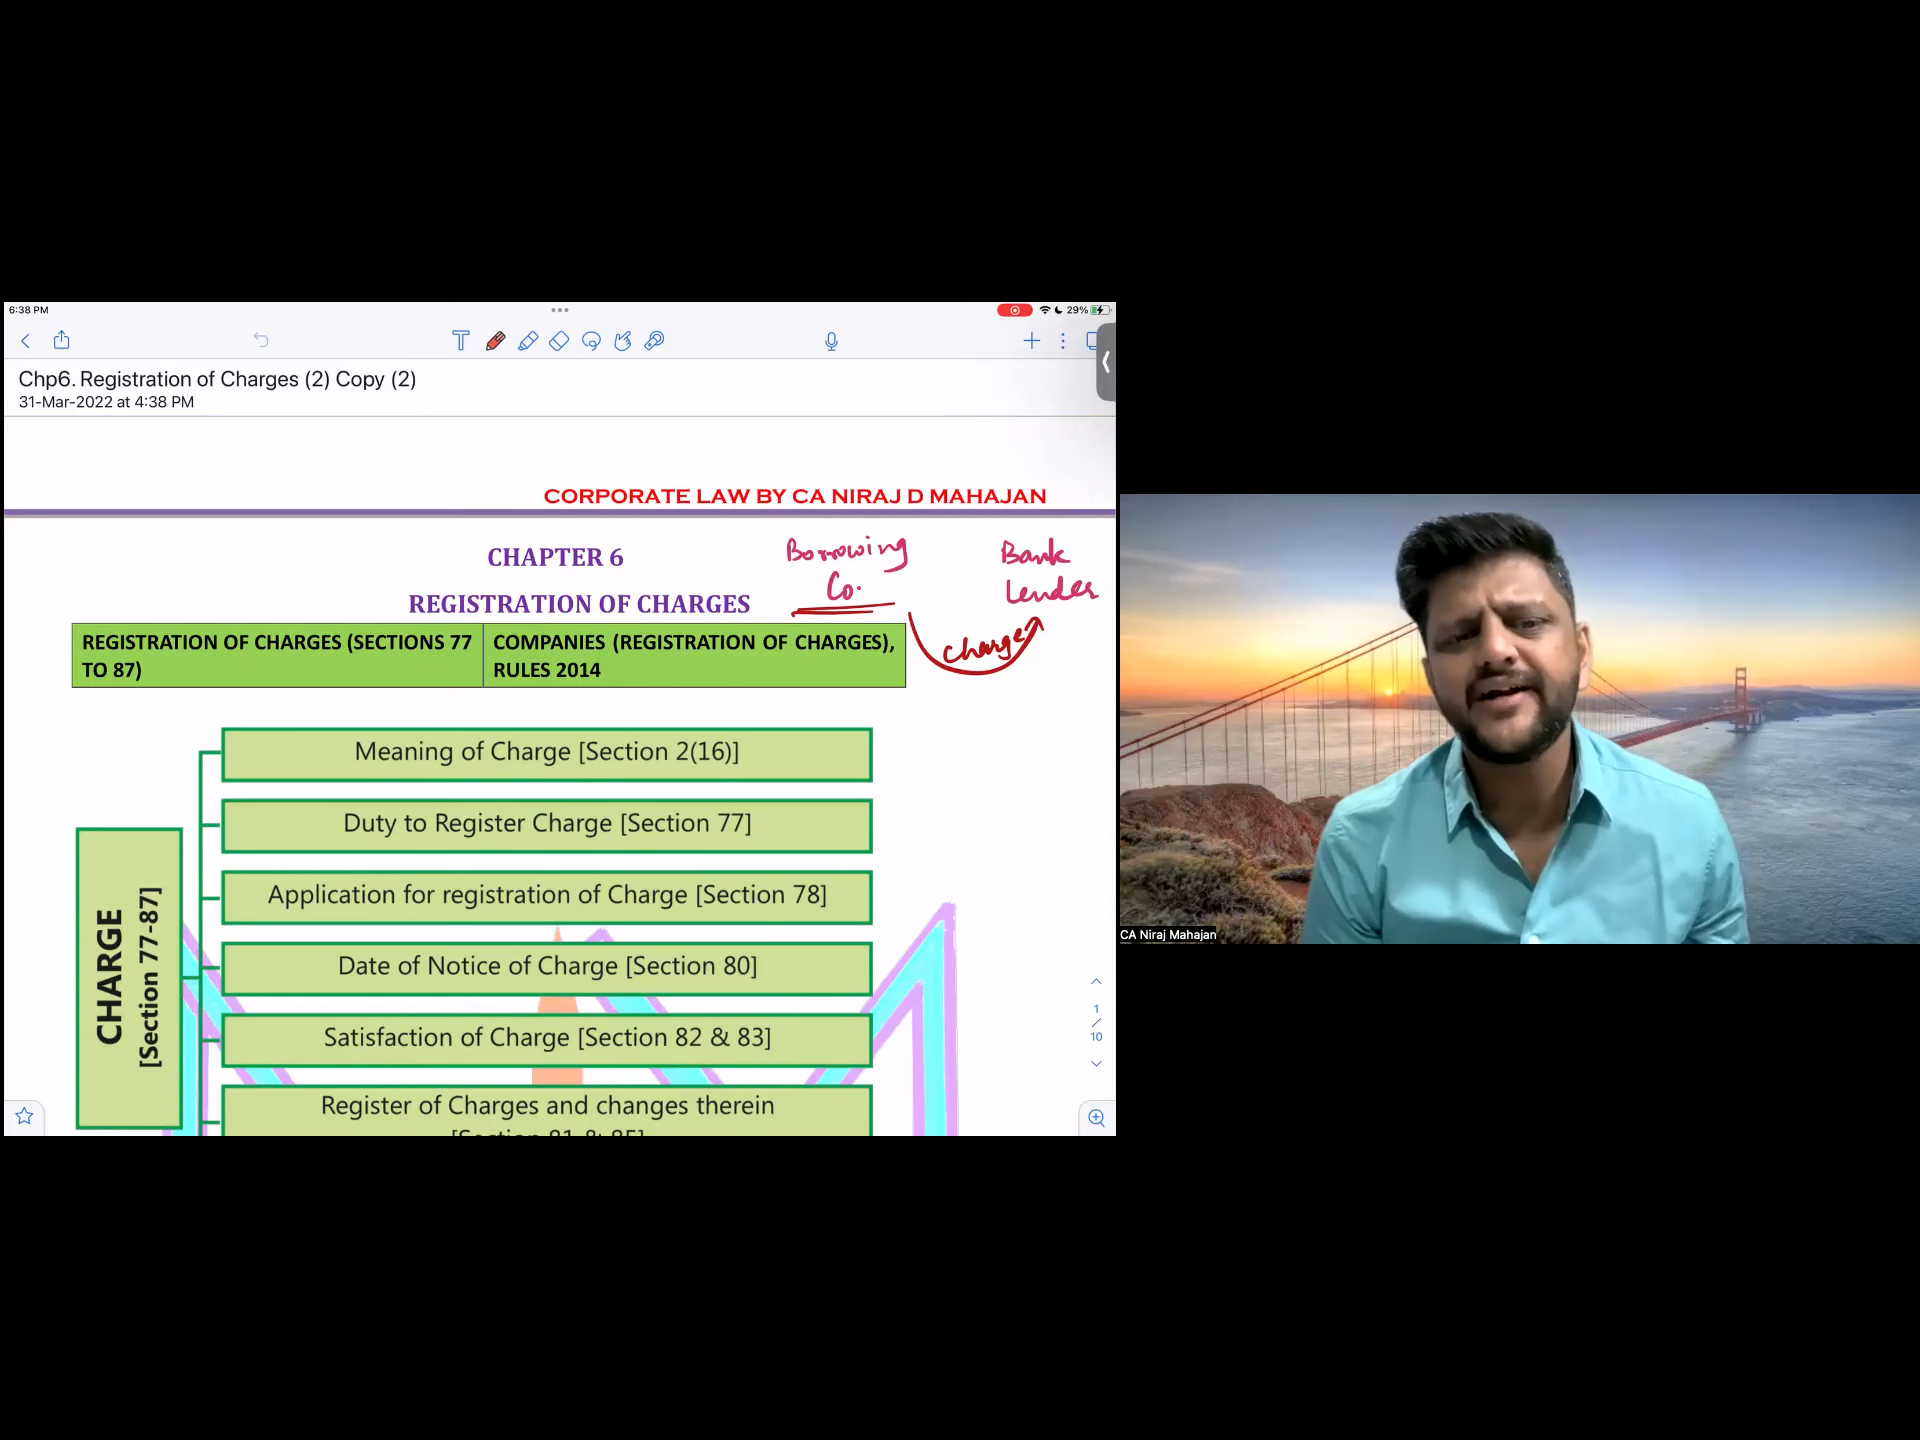 6:38 PM
29%
Chp6. Registration of Charges (2) Copy (2)
31-Mar-2022 at 4:38 PM
CORPORATE LAW BY CA NIRAJ D MAHAJAN
CHAPTER 6
REGISTRATION OF CHARGES
Borrowing
Co.
Bank
Lender
Charge
REGISTRATION OF CHARGES (SECTIONS 77
TO 87)
COMPANIES (REGISTRATION OF CHARGES),
RULES 2014
CHARGE
[Section 77-87]
Meaning of Charge [Section 2(16)]
Duty to Register Charge [Section 77]
Application for registration of Charge [Section 78]
Date of Notice of Charge [Section 80]
Satisfaction of Charge [Section 82 & 83]
Register of Charges and changes therein
[Section 81 & 85]
1
/
10
CA Niraj Mahajan